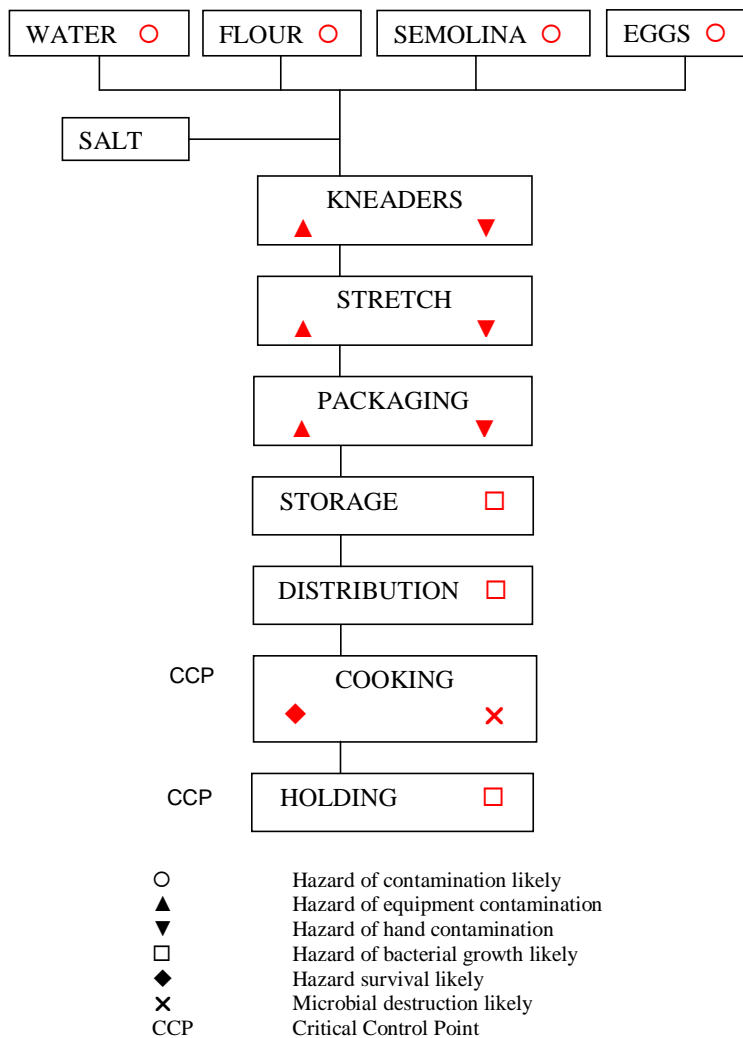 WATER
FLOUR
SEMOLINA
EGGS
SALT
KNEADERS
STRETCH
PACKAGING
STORAGE
DISTRIBUTION
CCP
COOKING
CCP
HOLDING
Hazard of contamination likely
Hazard of equipment contamination
Hazard of hand contamination
Hazard of bacterial growth likely
Hazard survival likely
Microbial destruction likely
CCP Critical Control Point